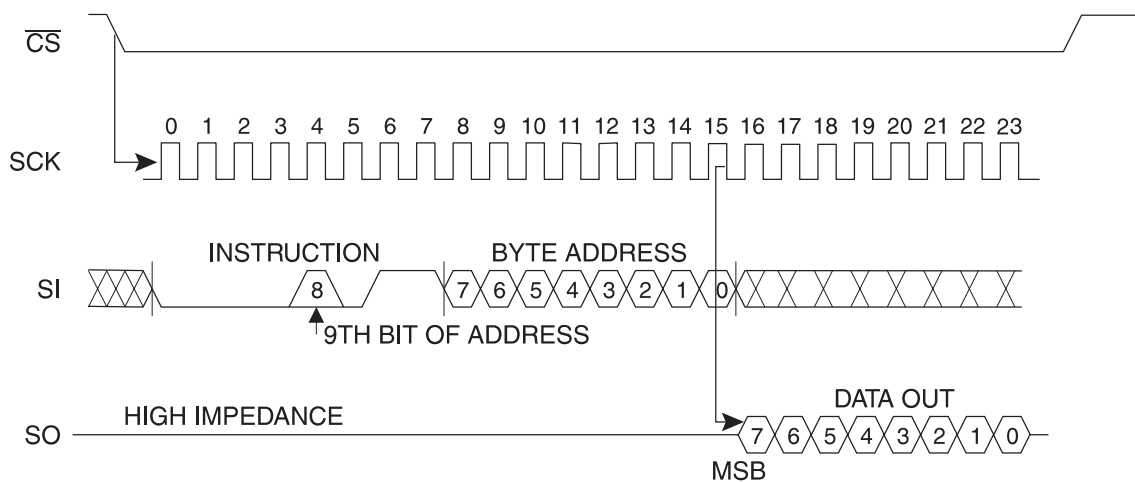 CS
0 1 2 3 4 5 6 7 8 9 10 11 12 13 14 15 16 17 18 19 20 21 22 23
SCK
INSTRUCTION BYTE ADDRESS
SI 8 7 6 5 4 3 2 1 0
9TH BIT OF ADDRESS
HIGH IMPEDANCE DATA OUT
SO 7 6 5 4 3 2 1 0
MSB